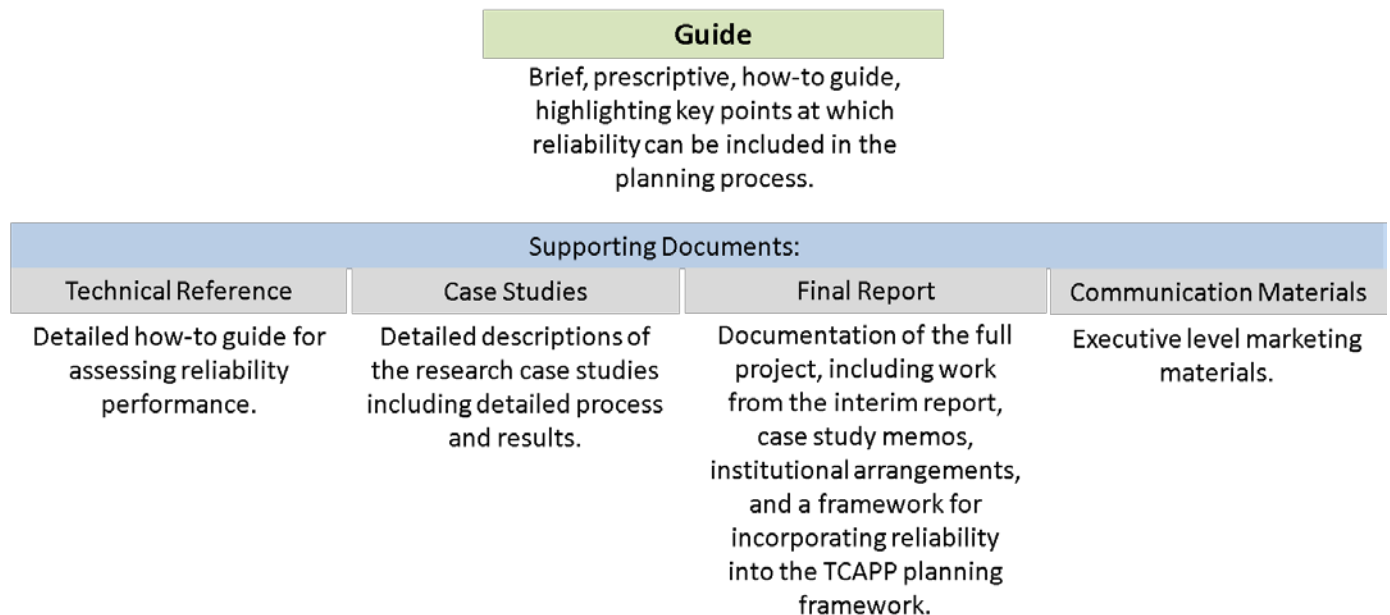 Guide
Brief, prescriptive, how-to guide,
highlighting key points at which
reliability can be included in the
planning process.
Supporting Documents:
Technical Reference
Detailed how-to guide for
assessing reliability
performance.
Case Studies
Detailed descriptions of
the research case studies
including detailed process
and results.
Final Report
Documentation of the full
project, including work
from the interim report,
case study memos,
institutional arrangements,
and a framework for
incorporating reliability
into the TCAPP planning
framework.
Communication Materials
Executive level marketing
materials.